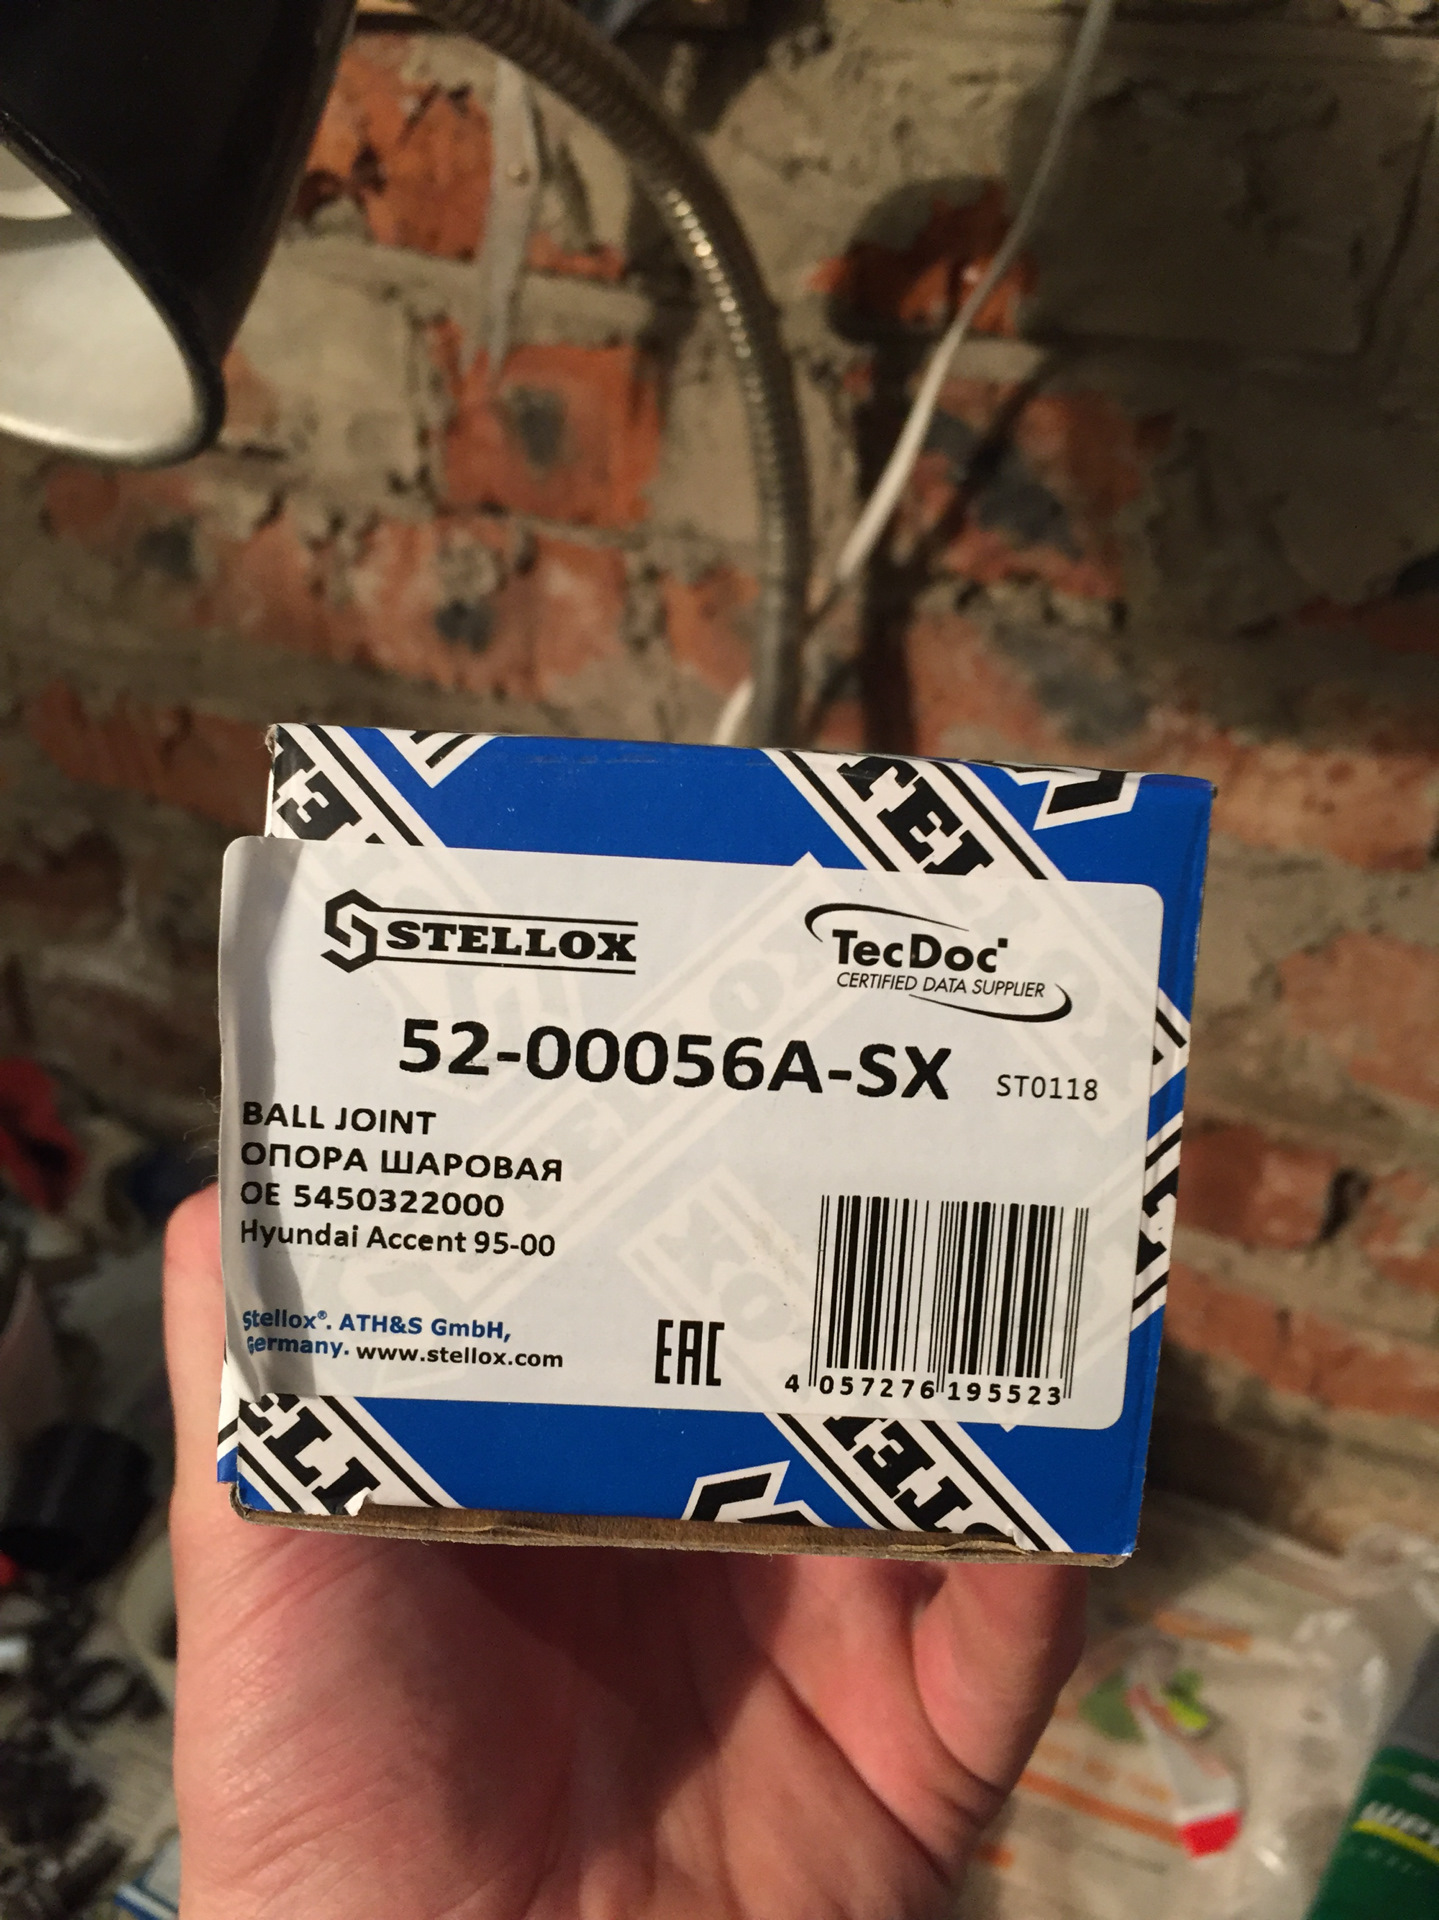 STELLOX
TecDoc
CERTIFIED DATA SUPPLIER
52-00056A-SX ST0118
BALL JOINT
ОПОРА ШАРОВАЯ
OE 5450322000
Hyundai Accent 95-00
Stellox®. ATH&S GmbH,
Germany. www.stellox.com
EAC
4 057276 195523